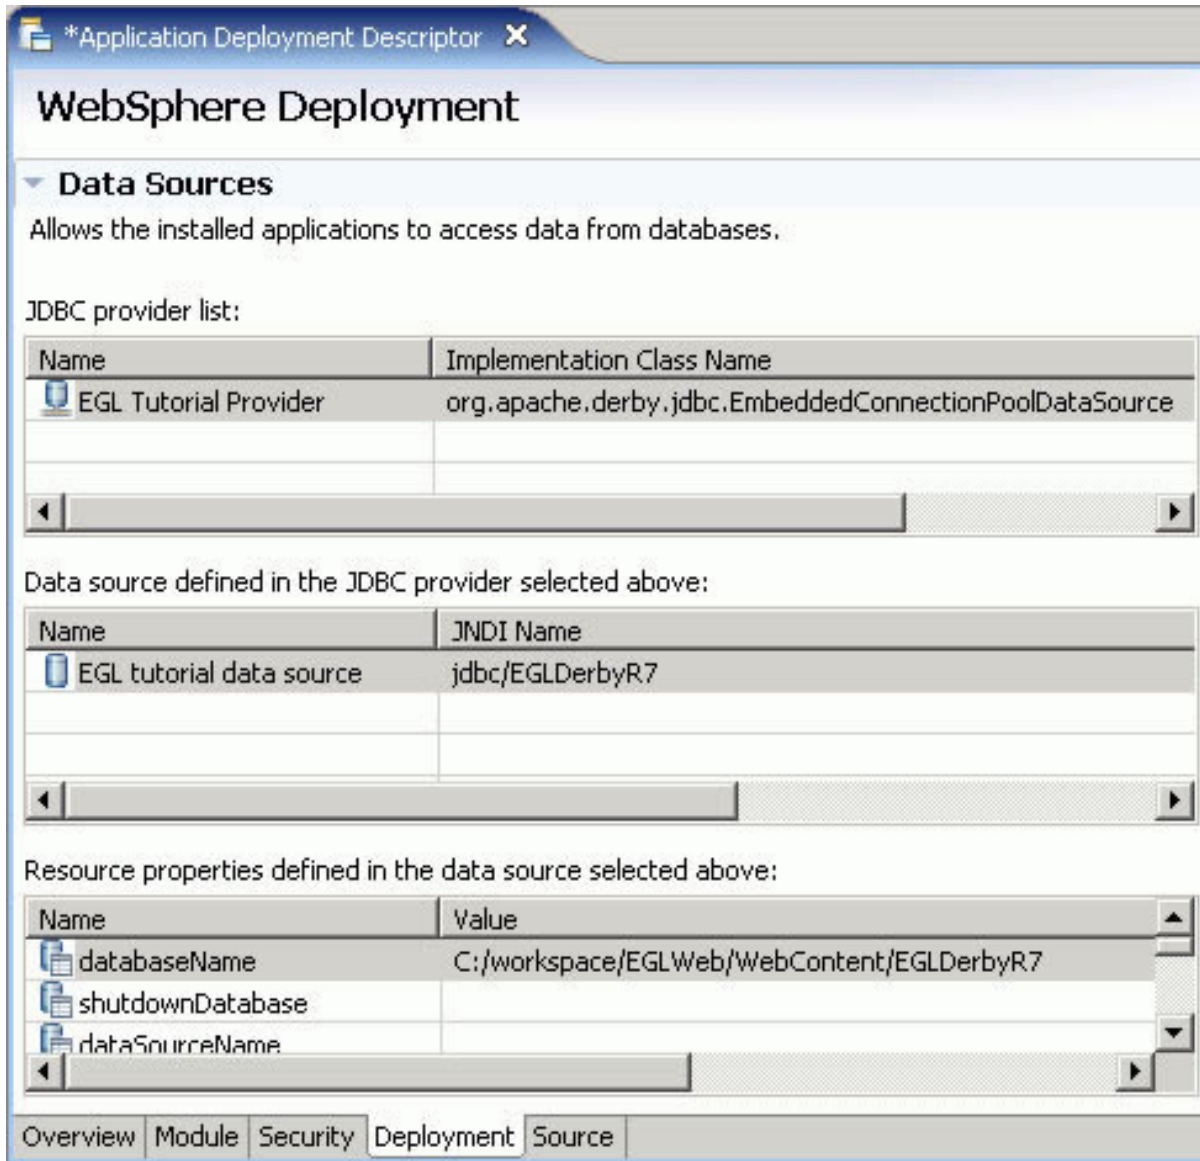 *Application Deployment Descriptor
WebSphere Deployment
Data Sources
Allows the installed applications to access data from databases.
JDBC provider list:
Name Implementation Class Name
EGL Tutorial Provider org.apache.derby.jdbc.EmbeddedConnectionPoolDataSource
Data source defined in the JDBC provider selected above:
Name JNDI Name
EGL tutorial data source jdbc/EGLDerbyR7
Resource properties defined in the data source selected above:
Name Value
databaseName C:/workspace/EGLWeb/WebContent/EGLDerbyR7
shutdownDatabase
dataSourceName
Overview Module Security Deployment Source